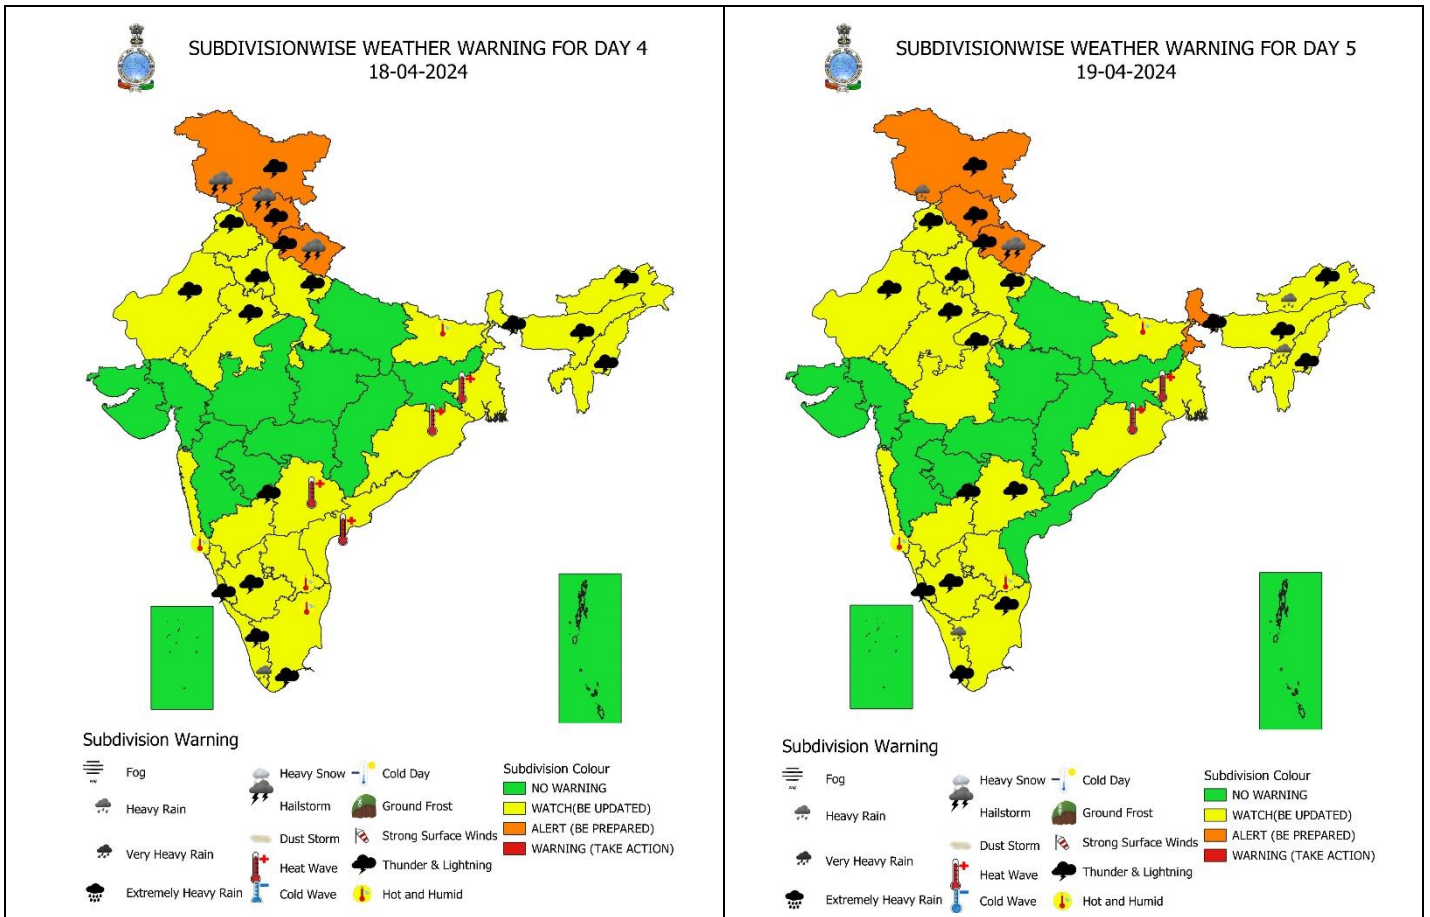 SUBDIVISIONWISE WEATHER WARNING FOR DAY 4
18-04-2024
Subdivision Warning
Fog
Heavy Rain
Very Heavy Rain
Extremely Heavy Rain
Heavy Snow
Hailstorm
Dust Storm
Heat Wave
Cold Wave
Cold Day
Ground Frost
Strong Surface Winds
Thunder & Lightning
Hot and Humid
Subdivision Colour
NO WARNING
WATCH(BE UPDATED)
ALERT (BE PREPARED)
WARNING (TAKE ACTION)
SUBDIVISIONWISE WEATHER WARNING FOR DAY 5
19-04-2024
Subdivision Warning
Fog
Heavy Rain
Very Heavy Rain
Extremely Heavy Rain
Heavy Snow
Hailstorm
Dust Storm
Heat Wave
Cold Wave
Cold Day
Ground Frost
Strong Surface Winds
Thunder & Lightning
Hot and Humid
Subdivision Colour
NO WARNING
WATCH(BE UPDATED)
ALERT (BE PREPARED)
WARNING (TAKE ACTION)